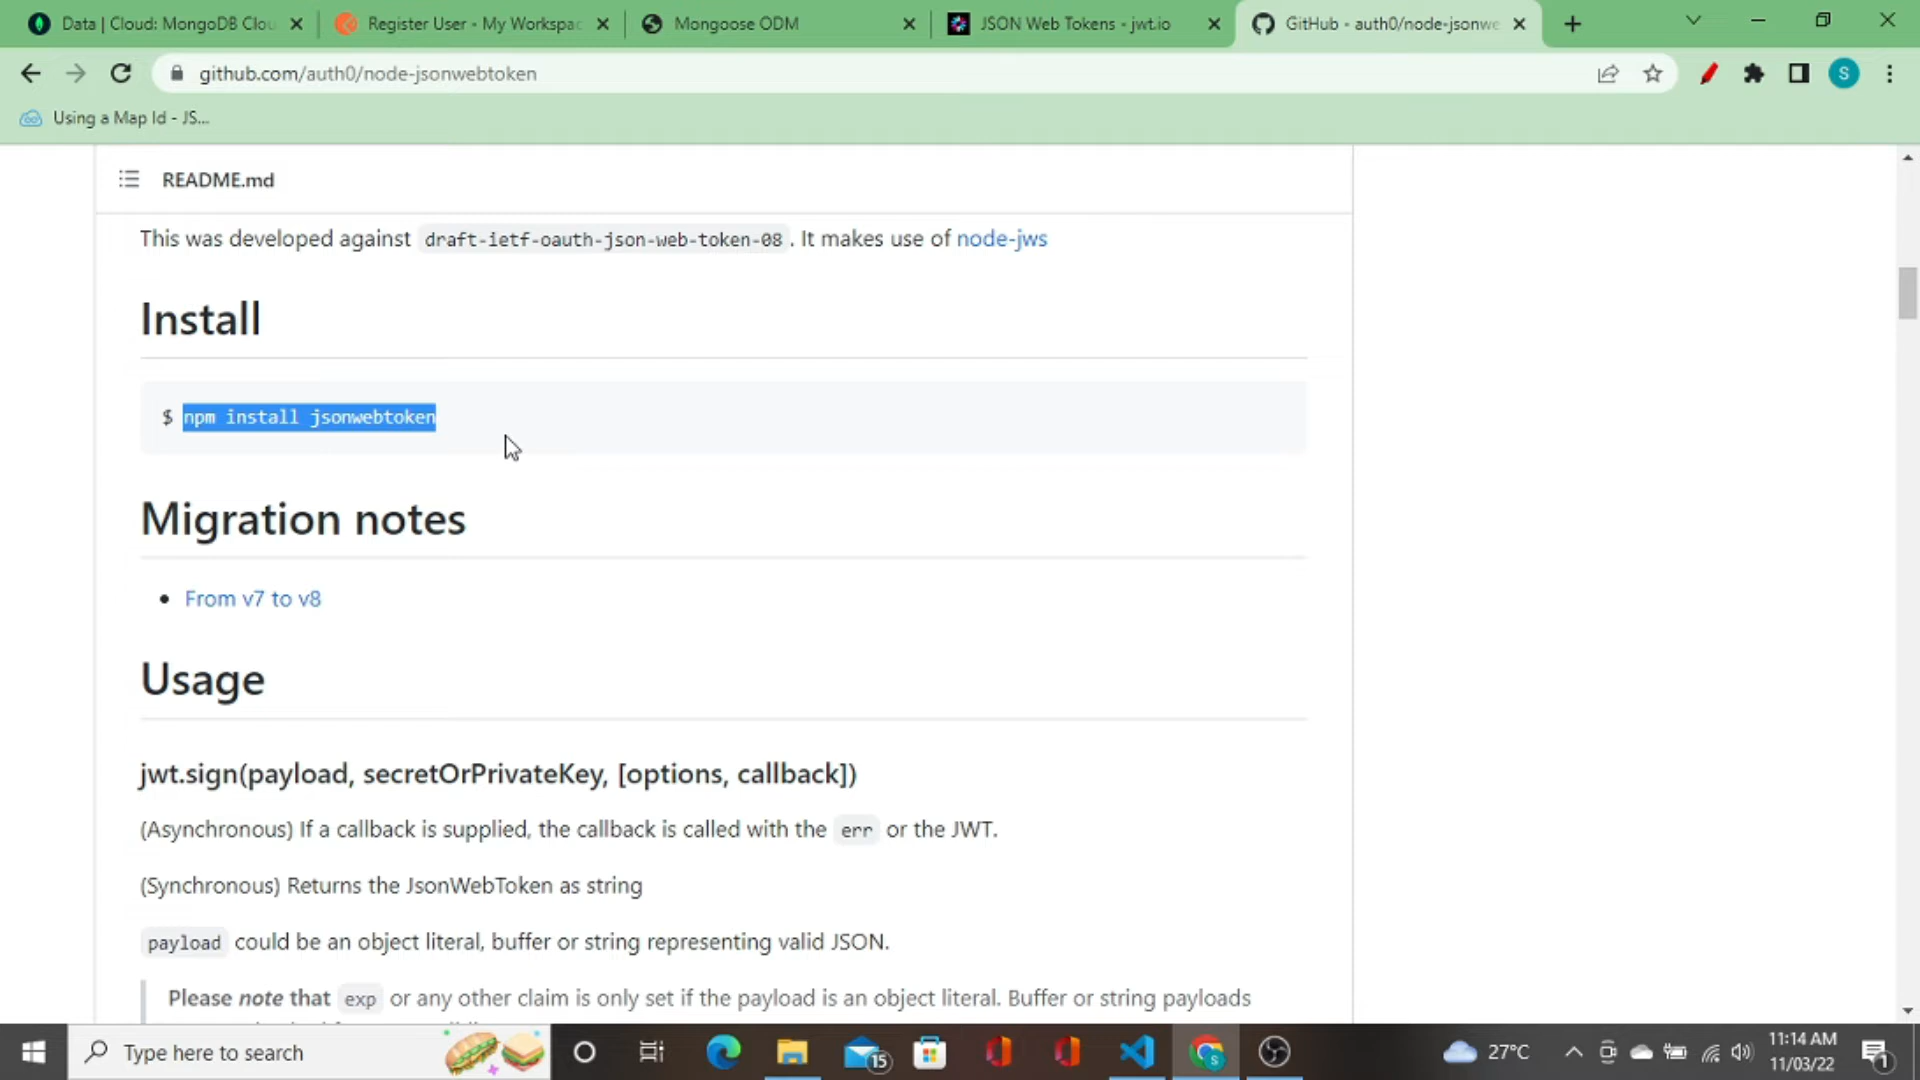 Data | Cloud: MongoDB Clou
Register User - My Workspac
Mongoose ODM
JSON Web Tokens - jwt.io
GitHub - auth0/node-jsonwe
github.com/auth0/node-jsonwebtoken
S
Using a Map Id - JS...
README.md
This was developed against draft-ietf-oauth-json-web-token-08. It makes use of node-jws
Install
$ npm install jsonwebtoken
Migration notes
• From v7 to v8
Usage
jwt.sign(payload, secretOrPrivateKey, [options, callback])
(Asynchronous) If a callback is supplied, the callback is called with the err or the JWT.
(Synchronous) Returns the JsonWebToken as string
payload could be an object literal, buffer or string representing valid JSON.
Please note that exp or any other claim is only set if the payload is an object literal. Buffer or string payloads
Type here to search
15
S
27°C
11:14 AM
11/03/22
1